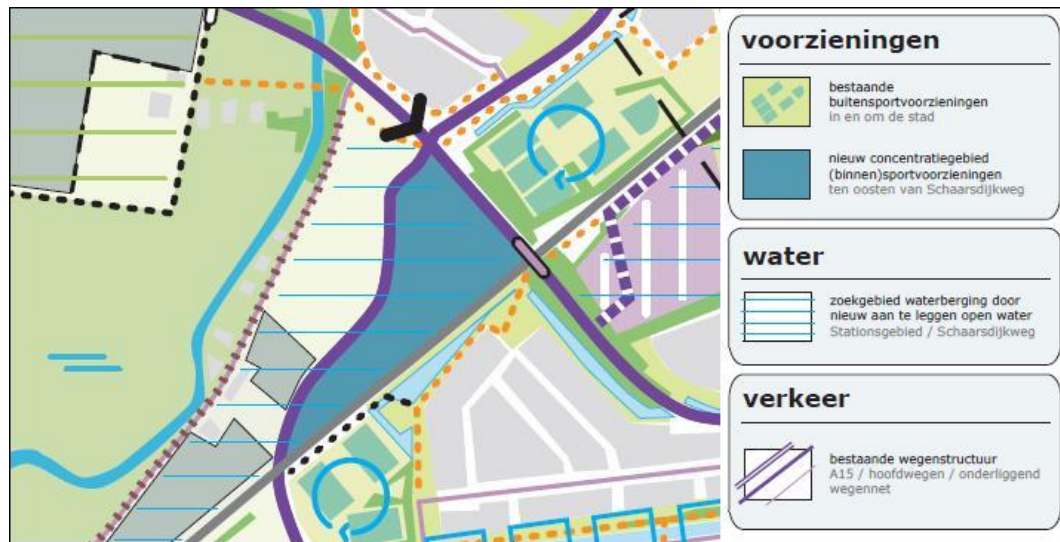 voorzieningen
bestaande
buitensportvoorzieningen
in en om de stad
nieuw concentratiegebied
(binnen)sportvoorzieningen
ten oosten van Schaarsdijkweg
water
zoekgebied waterberging door
nieuw aan te leggen open water
Stationsgebied / Schaarsdijkweg
verkeer
bestaande wegenstructuur
A15 / hoofdwegen / onderliggend
wegennet